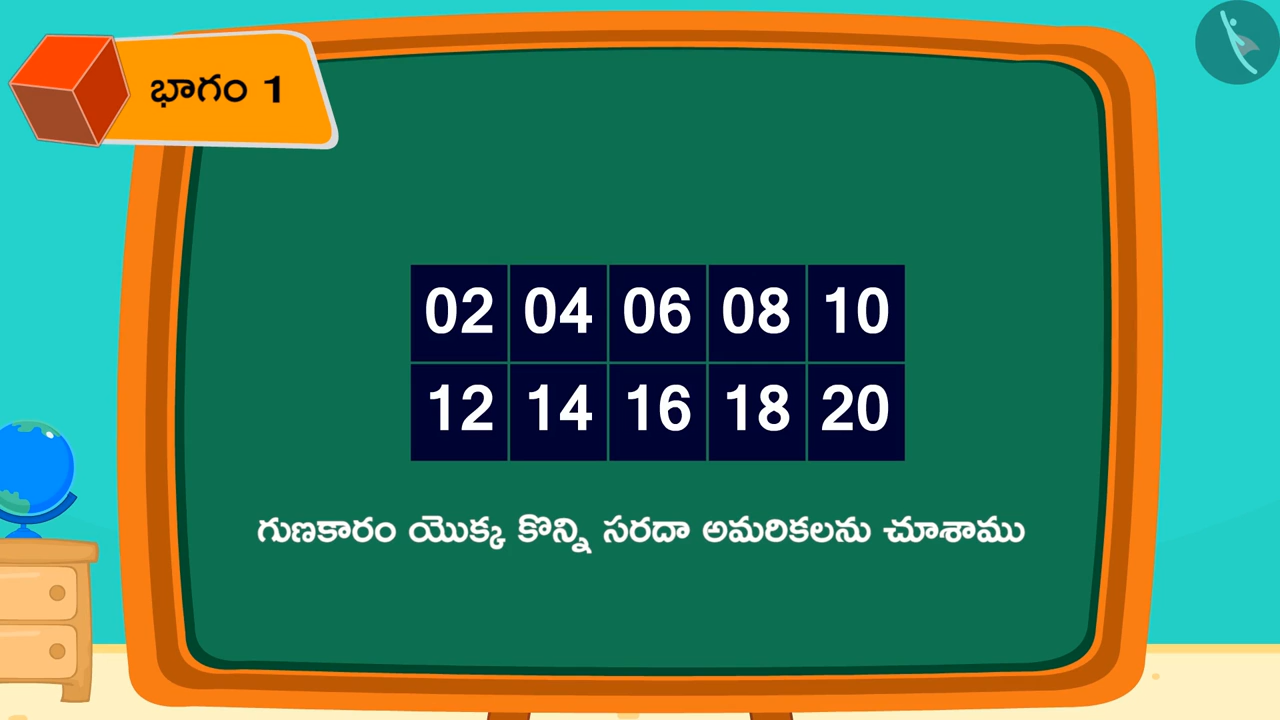 భాగం 1
02 04 06 08 10
12 14 16 18 20
గుణకారం యొక్క కొన్ని సరదా అమరికలను చూశాము